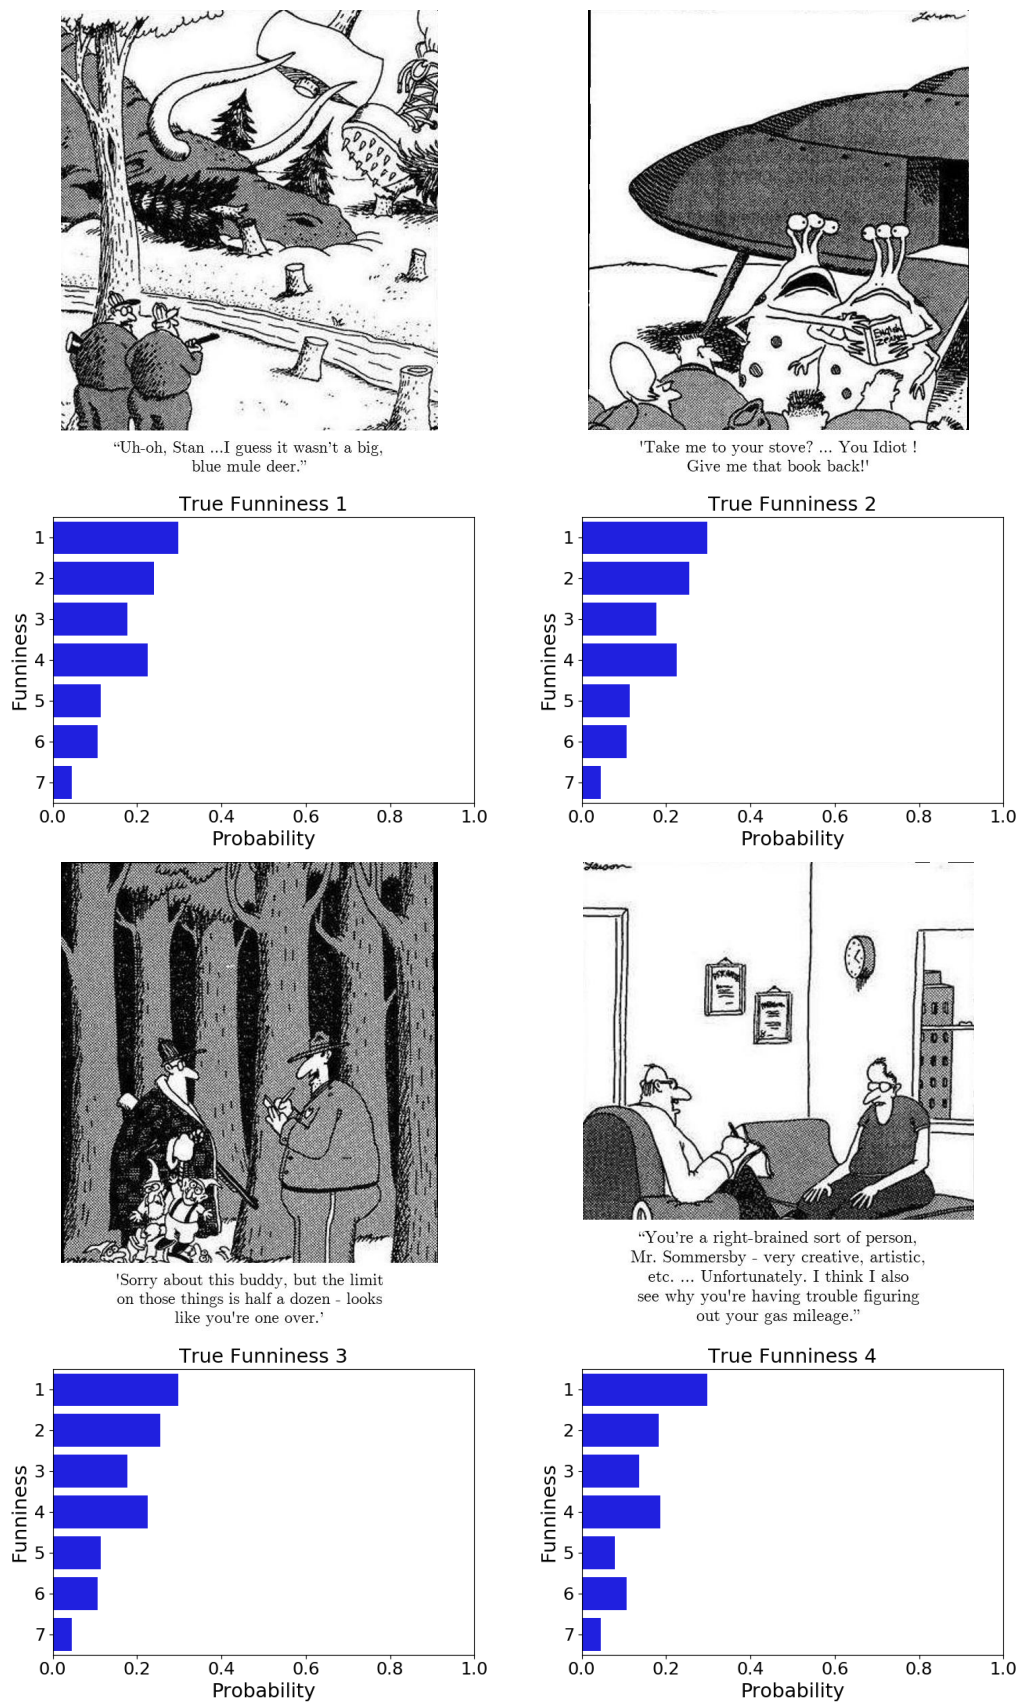 Larson
“Uh-oh, Stan ...I guess it wasn't a big,
blue mule deer.”
English
'Take me to your stove? ... You Idiot !
Give me that book back!'
True Funniness 1
Funniness
1
2
3
4
5
6
7
0.0 0.2 0.4 0.6 0.8 1.0
Probability
True Funniness 2
Funniness
1
2
3
4
5
6
7
0.0 0.2 0.4 0.6 0.8 1.0
Probability
Larson
'Sorry about this buddy, but the limit
on those things is half a dozen - looks
like you're one over.'
“You're a right-brained sort of person,
Mr. Sommersby - very creative, artistic,
etc. ... Unfortunately. I think I also
see why you're having trouble figuring
out your gas mileage.”
True Funniness 3
Funniness
1
2
3
4
5
6
7
0.0 0.2 0.4 0.6 0.8 1.0
Probability
True Funniness 4
Funniness
1
2
3
4
5
6
7
0.0 0.2 0.4 0.6 0.8 1.0
Probability